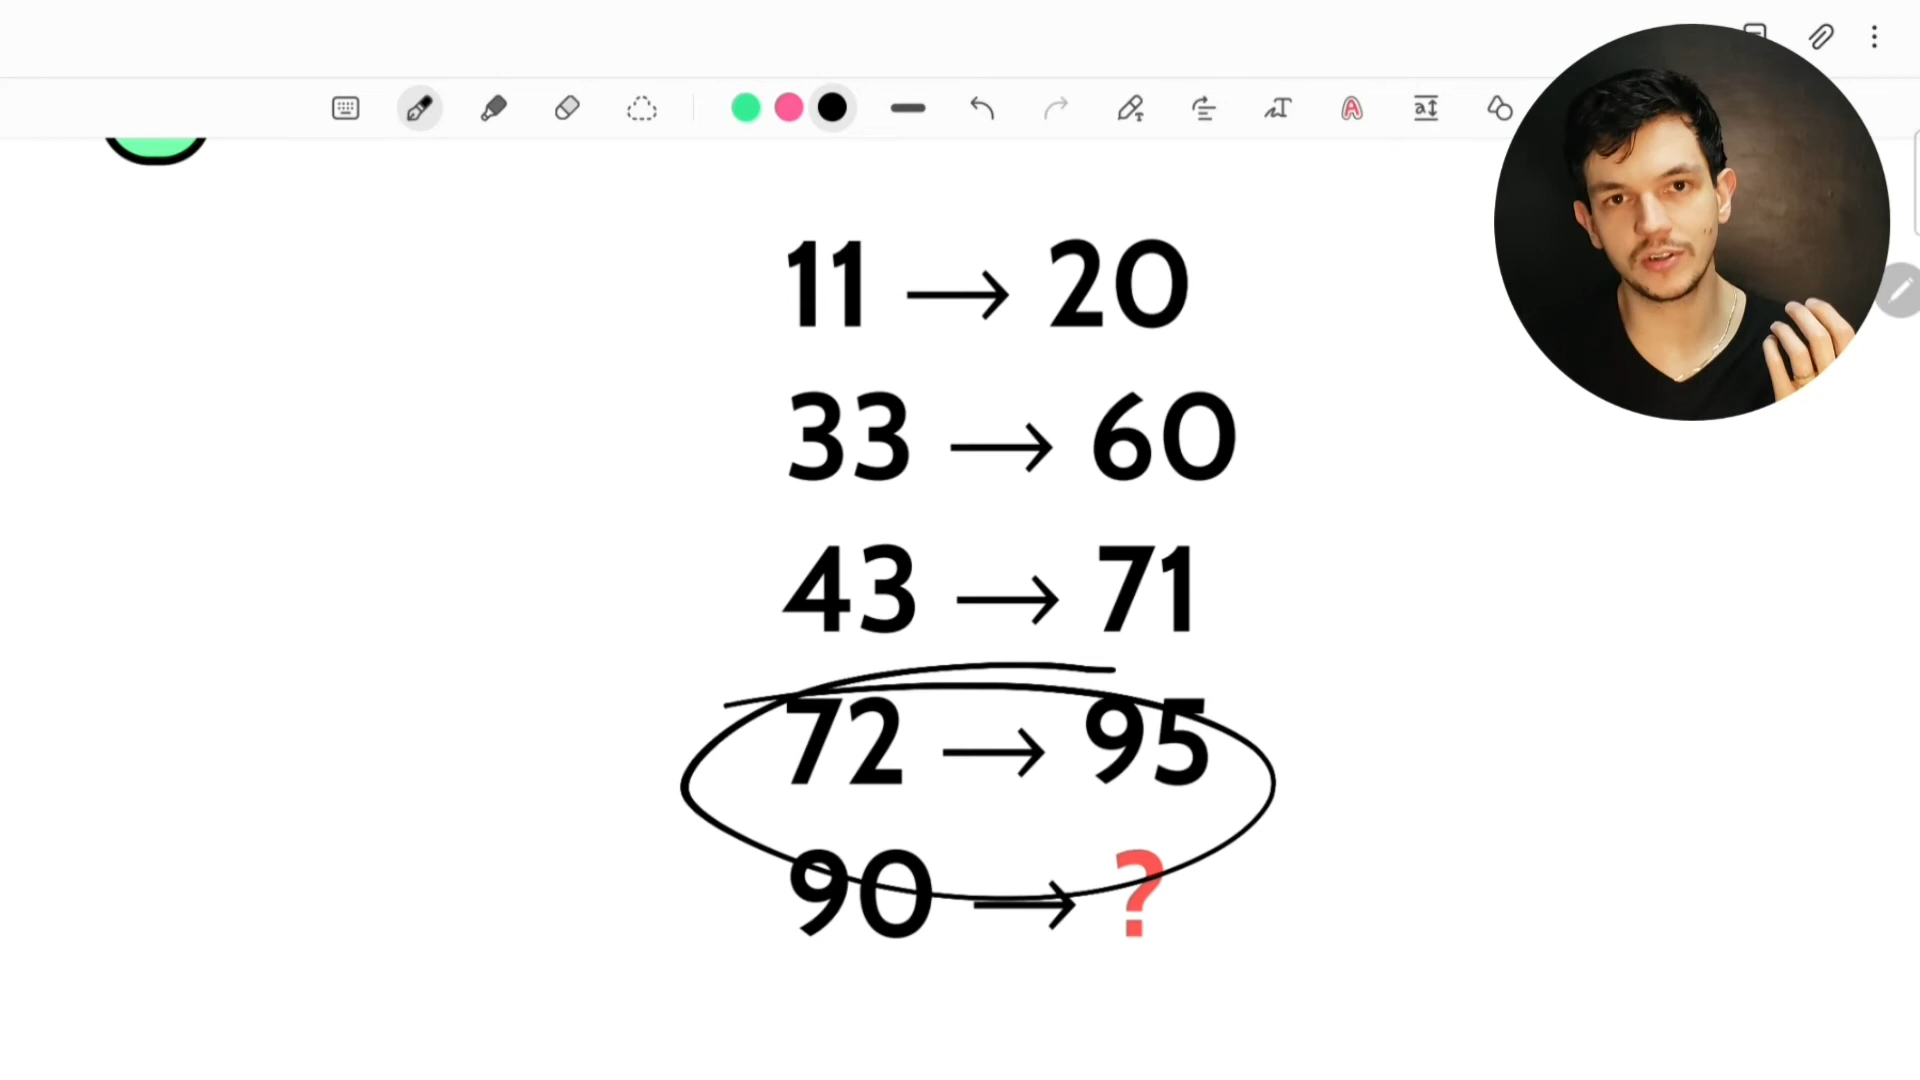 11 → 20
33 → 60
43 → 71
72 → 95
90 → ?